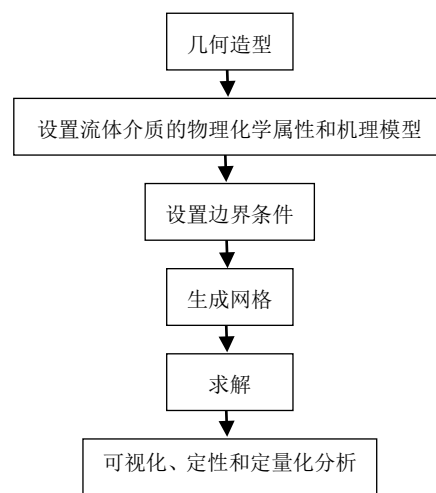 几何造型
设置流体介质的物理化学属性和机理模型
设置边界条件
生成网格
求解
可视化、定性和定量化分析